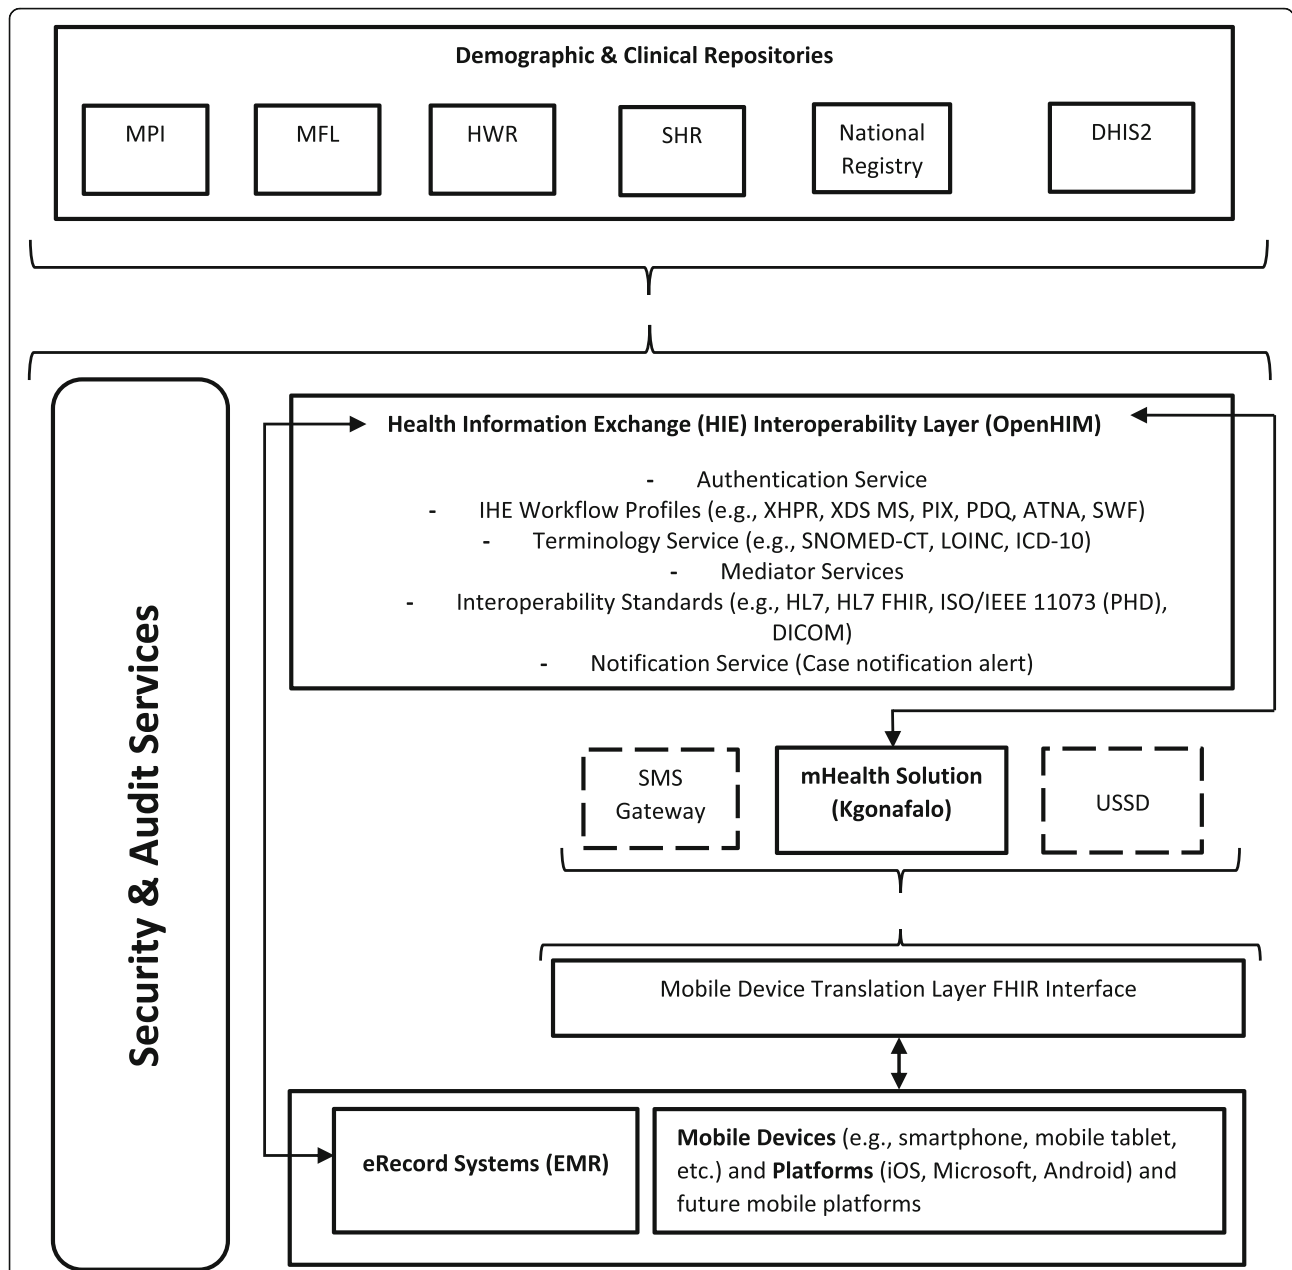 Demographic & Clinical Repositories
MPI
MFL
HWR
SHR
National
Registry
DHIS2
Security & Audit Services
Health Information Exchange (HIE) Interoperability Layer (OpenHIM)
- Authentication Service
- IHE Workflow Profiles (e.g., XHPR, XDS MS, PIX, PDQ, ATNA, SWF)
- Terminology Service (e.g., SNOMED-CT, LOINC, ICD-10)
- Mediator Services
- Interoperability Standards (e.g., HL7, HL7 FHIR, ISO/IEEE 11073 (PHD),
DICOM)
- Notification Service (Case notification alert)
SMS
Gateway
mHealth Solution
(Kgonafalo)
USSD
Mobile Device Translation Layer FHIR Interface
eRecord Systems (EMR)
Mobile Devices (e.g., smartphone, mobile tablet,
etc.) and Platforms (iOS, Microsoft, Android) and
future mobile platforms